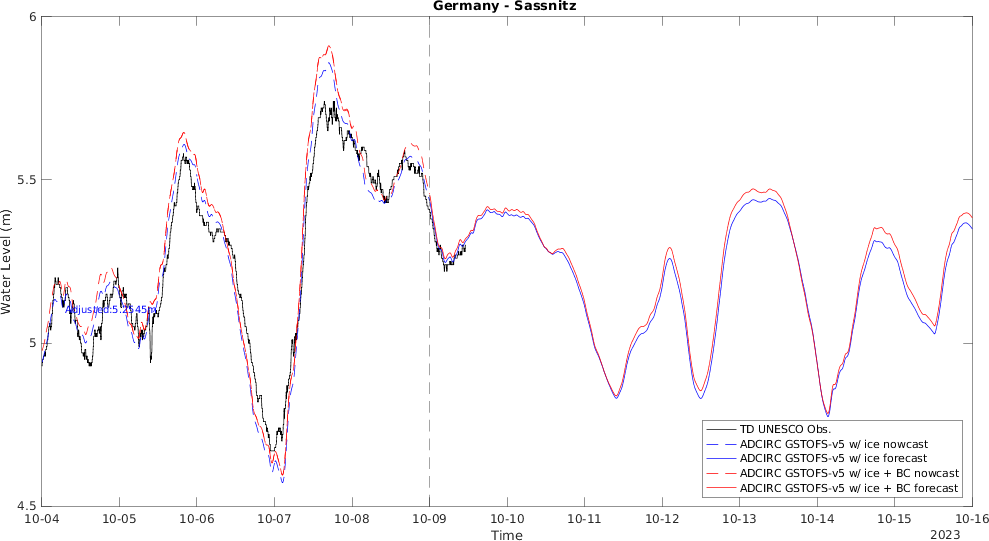 Germany - Sassnitz
6
5.5
5
4.5
Water Level (m)
Adjusted:5.2545m
TD UNESCO Obs.
ADCIRC GSTOFS-v5 w/ ice nowcast
ADCIRC GSTOFS-v5 w/ ice forecast
ADCIRC GSTOFS-v5 w/ ice + BC nowcast
ADCIRC GSTOFS-v5 w/ ice + BC forecast
10-04 10-05 10-06 10-07 10-08 10-09 10-10 10-11 10-12 10-13 10-14 10-15 10-16
Time
2023